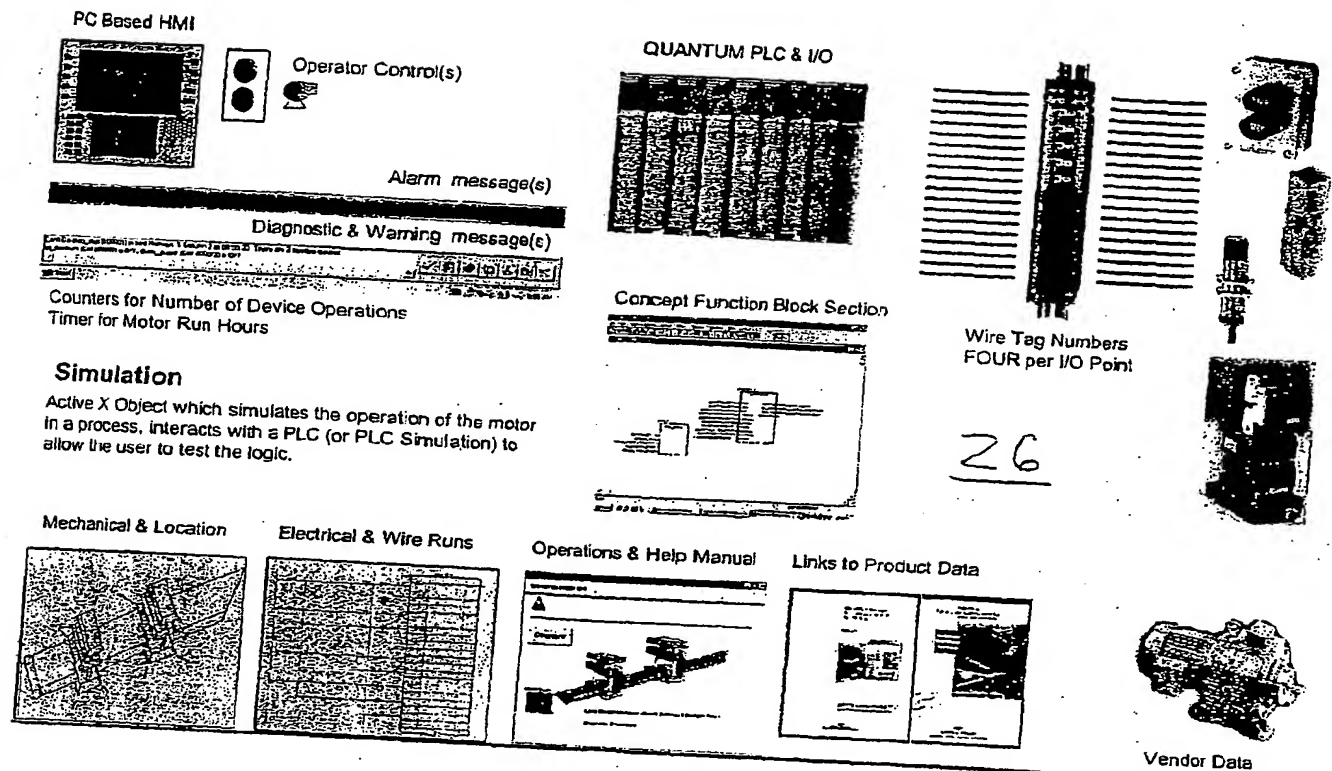 PC Based HMI
Operator Control(s)
Alarm message(s)
Diagnostic & Warning message(s)
Counters for Number of Device Operations
Timer for Motor Run Hours
Simulation
Active X Object which simulates the operation of the motor
in a process, interacts with a PLC (or PLC Simulation) to
allow the user to test the logic.
QUANTUM PLC & I/O
Concept Function Block Section
Wire Tag Numbers
FOUR per I/O Point
26
Mechanical & Location
Electrical & Wire Runs
Operations & Help Manual
Links to Product Data
Vendor Data